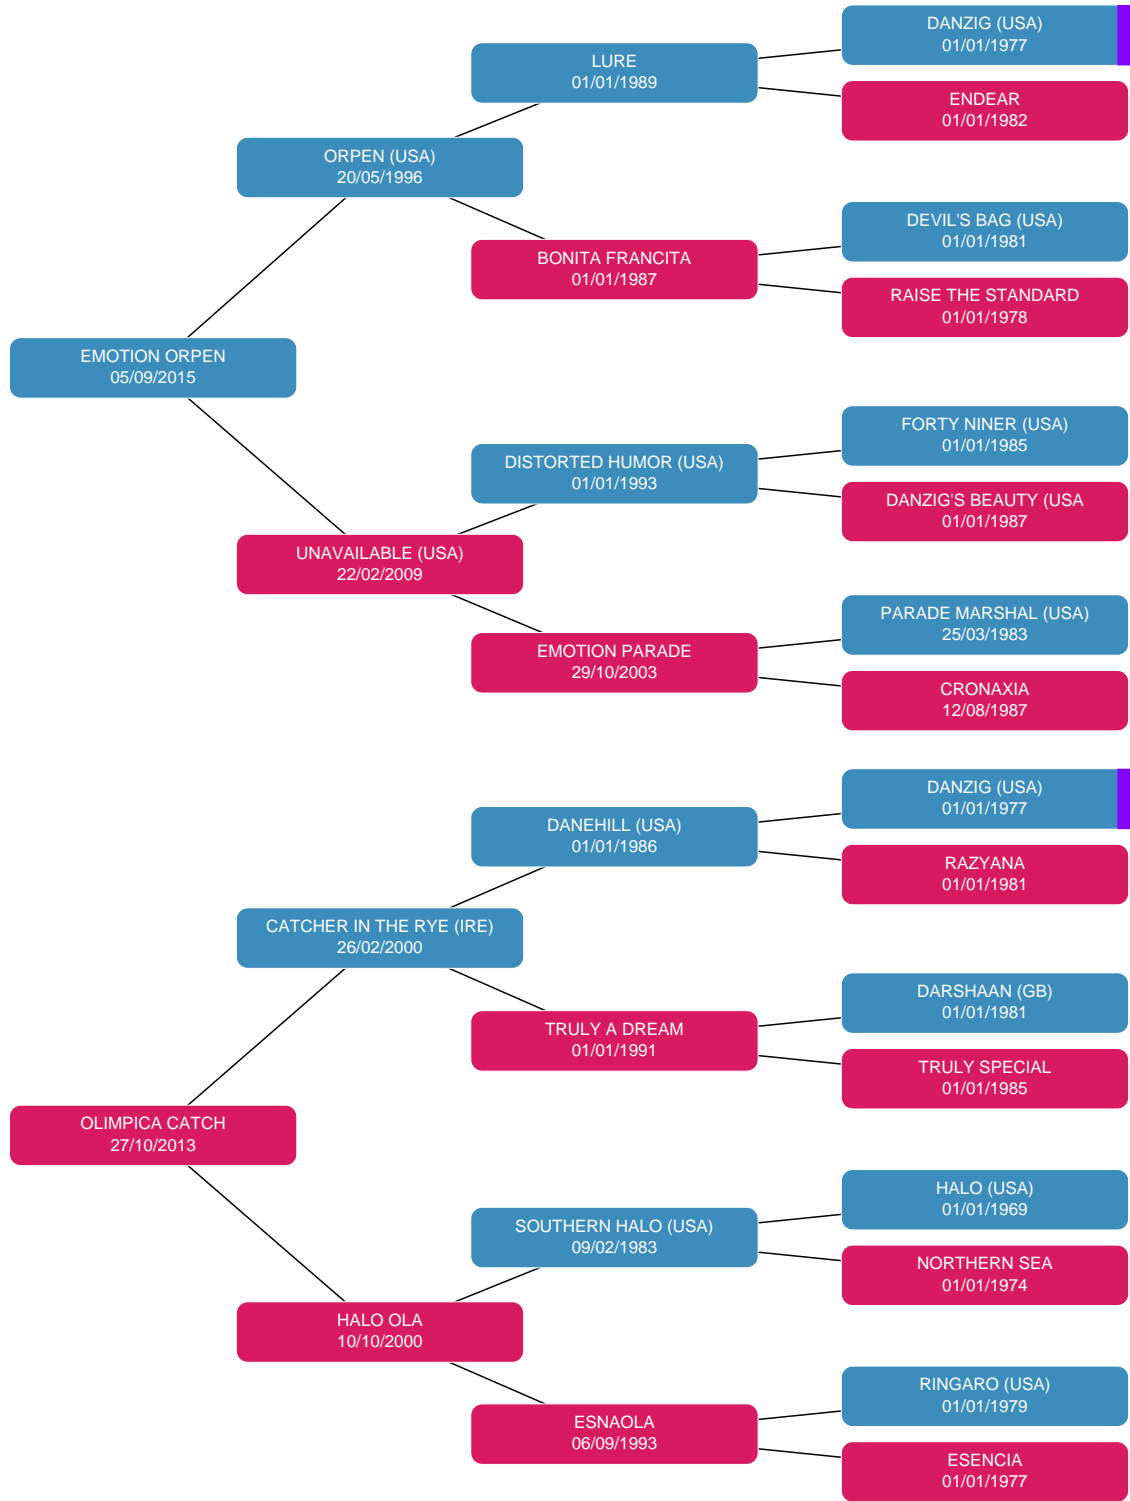 DANZIG (USA)
01/01/1977
LURE
01/01/1989
ENDEAR
01/01/1982
ORPEN (USA)
20/05/1996
DEVIL'S BAG (USA)
01/01/1981
BONITA FRANCITA
01/01/1987
RAISE THE STANDARD
01/01/1978
EMOTION ORPEN
05/09/2015
FORTY NINER (USA)
01/01/1985
DISTORTED HUMOR (USA)
01/01/1993
DANZIG'S BEAUTY (USA
01/01/1987
UNAVAILABLE (USA)
22/02/2009
PARADE MARSHAL (USA)
25/03/1983
EMOTION PARADE
29/10/2003
CRONAXIA
12/08/1987
DANZIG (USA)
01/01/1977
DANEHILL (USA)
01/01/1986
RAZYANA
01/01/1981
CATCHER IN THE RYE (IRE)
26/02/2000
DARSHAAN (GB)
01/01/1981
TRULY A DREAM
01/01/1991
TRULY SPECIAL
01/01/1985
OLIMPICA CATCH
27/10/2013
HALO (USA)
01/01/1969
SOUTHERN HALO (USA)
09/02/1983
NORTHERN SEA
01/01/1974
HALO OLA
10/10/2000
RINGARO (USA)
01/01/1979
ESNAOLA
06/09/1993
ESENCIA
01/01/1977